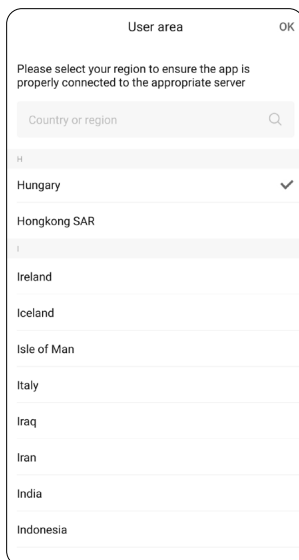 User area OK
Please select your region to ensure the app is
properly connected to the appropriate server
Country or region
H
Hungary
Hongkong SAR
I
Ireland
Iceland
Isle of Man
Italy
Iraq
Iran
India
Indonesia